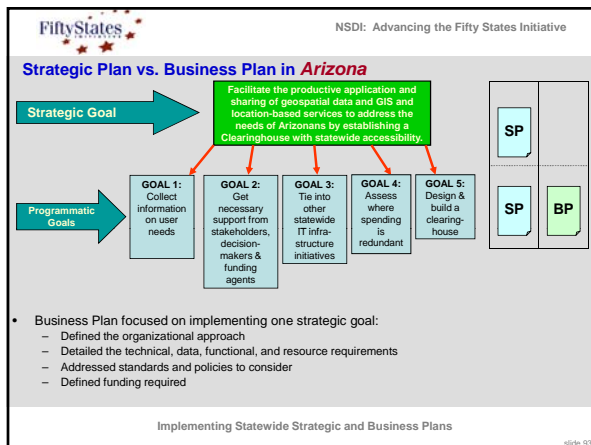 FiftyStates
INITIATIVE
NSDI: Advancing the Fifty States Initiative
Strategic Plan vs. Business Plan in Arizona
Strategic Goal
Facilitate the productive application and
sharing of geospatial data and GIS and
location-based services to address the
needs of Arizonans by establishing a
Clearinghouse with statewide accessibility.
SP
Programmatic
Goals
GOAL 1:
Collect
information
on user
needs
GOAL 2:
Get
necessary
support from
stakeholders,
decision-
makers &
funding
agents
GOAL 3:
Tie into
other
statewide
IT infra-
structure
initiatives
GOAL 4:
Assess
where
spending
is
redundant
GOAL 5:
Design &
build a
clearing-
house
SP
BP
• Business Plan focused on implementing one strategic goal:
– Defined the organizational approach
– Detailed the technical, data, functional, and resource requirements
– Addressed standards and policies to consider
– Defined funding required
Implementing Statewide Strategic and Business Plans
slide 93